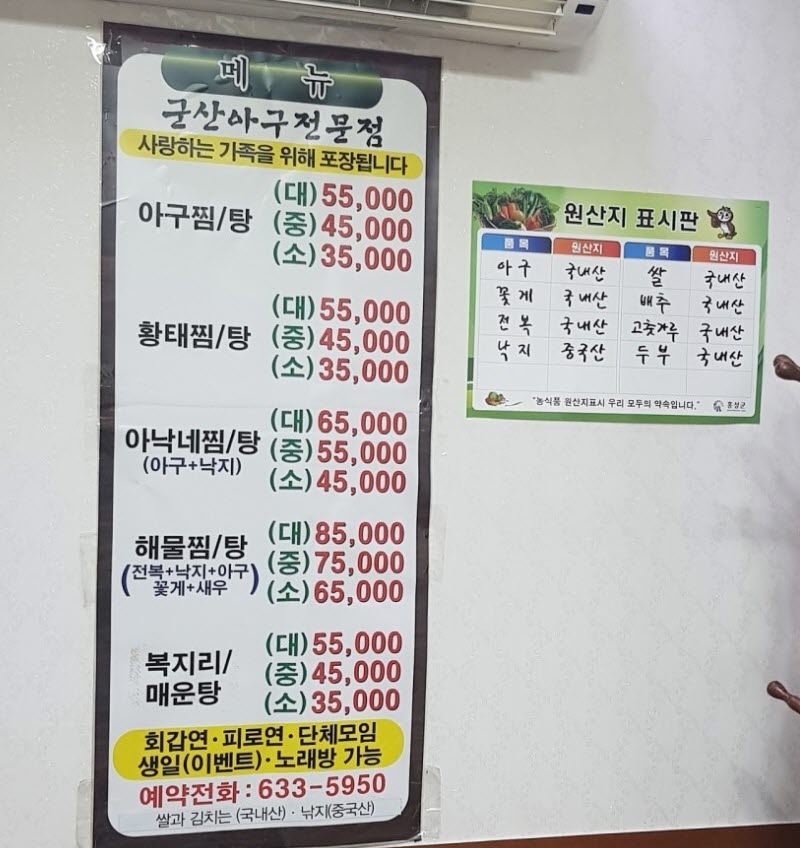 메 뉴
군산아구전문점
사랑하는 가족을 위해 포장됩니다
아구찜/탕
(대) 55,000
(중) 45,000
(소) 35,000
황태찜/탕
(대) 55,000
(중) 45,000
(소) 35,000
아낙네찜/탕
(아구+낙지)
(대) 65,000
(중) 55,000
(소) 45,000
해물찜/탕
(전복+낙지+아구
꽃게+새우)
(대) 85,000
(중) 75,000
(소) 65,000
복지리/
매운탕
(대) 55,000
(중) 45,000
(소) 35,000
회갑연·피로연·단체모임
생일(이벤트)·노래방 가능
예약전화 : 633-5950
쌀과 김치는 (국내산) · 낚지(중국산)
원산지 표시판
품 목 원산지 품 목 원산지
아구 국내산 쌀 국내산
꽃게 국내산 배추 국내산
전복 국내산 고춧가루 국내산
낙지 중국산 두부 국내산
"농식품 원산지표시 우리 모두의 약속입니다."
홍성군